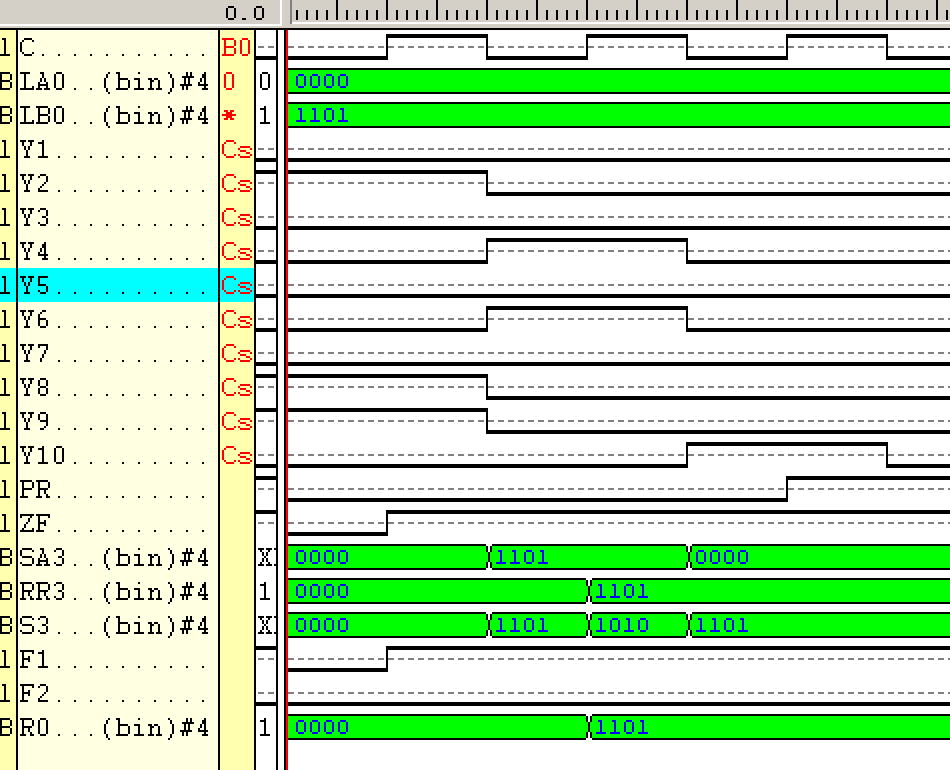 0.0
1 C........... B0
B LA0..(bin)#4 0 0 0000
B LB0..(bin)#4 * 1 1101
1 Y1.......... Cs
1 Y2.......... Cs
1 Y3.......... Cs
1 Y4.......... Cs
1 Y5.......... Cs
1 Y6.......... Cs
1 Y7.......... Cs
1 Y8.......... Cs
1 Y9.......... Cs
1 Y10......... Cs
1 PR..........
1 ZF..........
B SA3..(bin)#4 X 0000 1101 0000
B RR3..(bin)#4 1 0000 1101
B S3...(bin)#4 X 0000 1101 1010 1101
1 F1..........
1 F2..........
B R0...(bin)#4 1 0000 1101